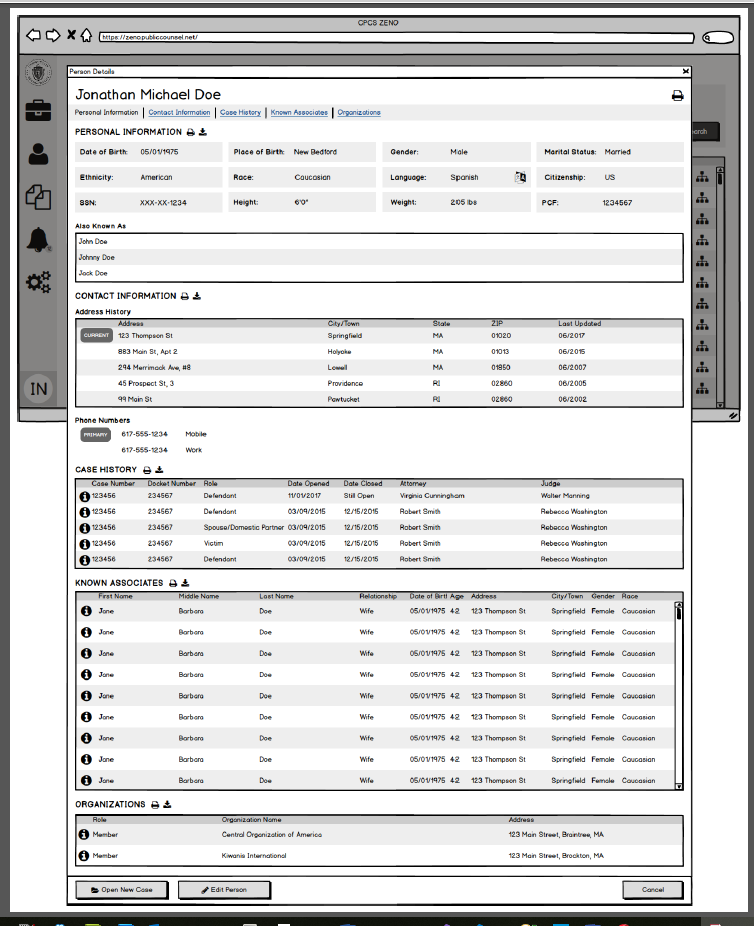 CPCS ZENO
https://zeno.publiccounsel.net/
Person Details
Jonathan Michael Doe
Personal Information | Contact Information | Case History | Known Associates | Organizations
PERSONAL INFORMATION
Date of Birth: 05/01/1975 Place of Birth: New Bedford Gender: Male Marital Status: Married
Ethnicity: American Race: Caucasian Language: Spanish Citizenship: US
SSN: XXX-XX-1234 Height: 6'0" Weight: 205 lbs PCF: 1234567
Also Known As
John Doe
Johnny Doe
Jack Doe
CONTACT INFORMATION
Address History
Address City/Town State ZIP Last Updated
CURRENT 123 Thompson St Springfield MA 01020 06/2017
883 Main St, Apt 2 Holyoke MA 01013 06/2015
294 Merrimack Ave, #8 Lowell MA 01850 06/2007
45 Prospect St, 3 Providence RI 02860 06/2005
99 Main St Pawtucket RI 02860 06/2002
IN
Phone Numbers
PRIMARY 617-555-1234 Mobile
617-555-1234 Work
CASE HISTORY
Case Number Docket Number Role Date Opened Date Closed Attorney Judge
123456 234567 Defendant 11/01/2017 Still Open Virginia Cunningham Walter Manning
123456 234567 Defendant 03/09/2015 12/15/2015 Robert Smith Rebecca Washington
123456 234567 Spouse/Domestic Partner 03/09/2015 12/15/2015 Robert Smith Rebecca Washington
123456 234567 Victim 03/09/2015 12/15/2015 Robert Smith Rebecca Washington
123456 234567 Defendant 03/09/2015 12/15/2015 Robert Smith Rebecca Washington
KNOWN ASSOCIATES
First Name Middle Name Last Name Relationship Date of Birtl Age Address City/Town Gender Race
Jane Barbara Doe Wife 05/01/1975 42 123 Thompson St Springfield Female Caucasian
Jane Barbara Doe Wife 05/01/1975 42 123 Thompson St Springfield Female Caucasian
Jane Barbara Doe Wife 05/01/1975 42 123 Thompson St Springfield Female Caucasian
Jane Barbara Doe Wife 05/01/1975 42 123 Thompson St Springfield Female Caucasian
Jane Barbara Doe Wife 05/01/1975 42 123 Thompson St Springfield Female Caucasian
Jane Barbara Doe Wife 05/01/1975 42 123 Thompson St Springfield Female Caucasian
Jane Barbara Doe Wife 05/01/1975 42 123 Thompson St Springfield Female Caucasian
Jane Barbara Doe Wife 05/01/1975 42 123 Thompson St Springfield Female Caucasian
Jane Barbara Doe Wife 05/01/1975 42 123 Thompson St Springfield Female Caucasian
ORGANIZATIONS
Role Organization Name Address
Member Central Organization of America 123 Main Street, Braintree, MA
Member Kiwanis International 123 Main Street, Brockton, MA
Open New Case Edit Person Cancel